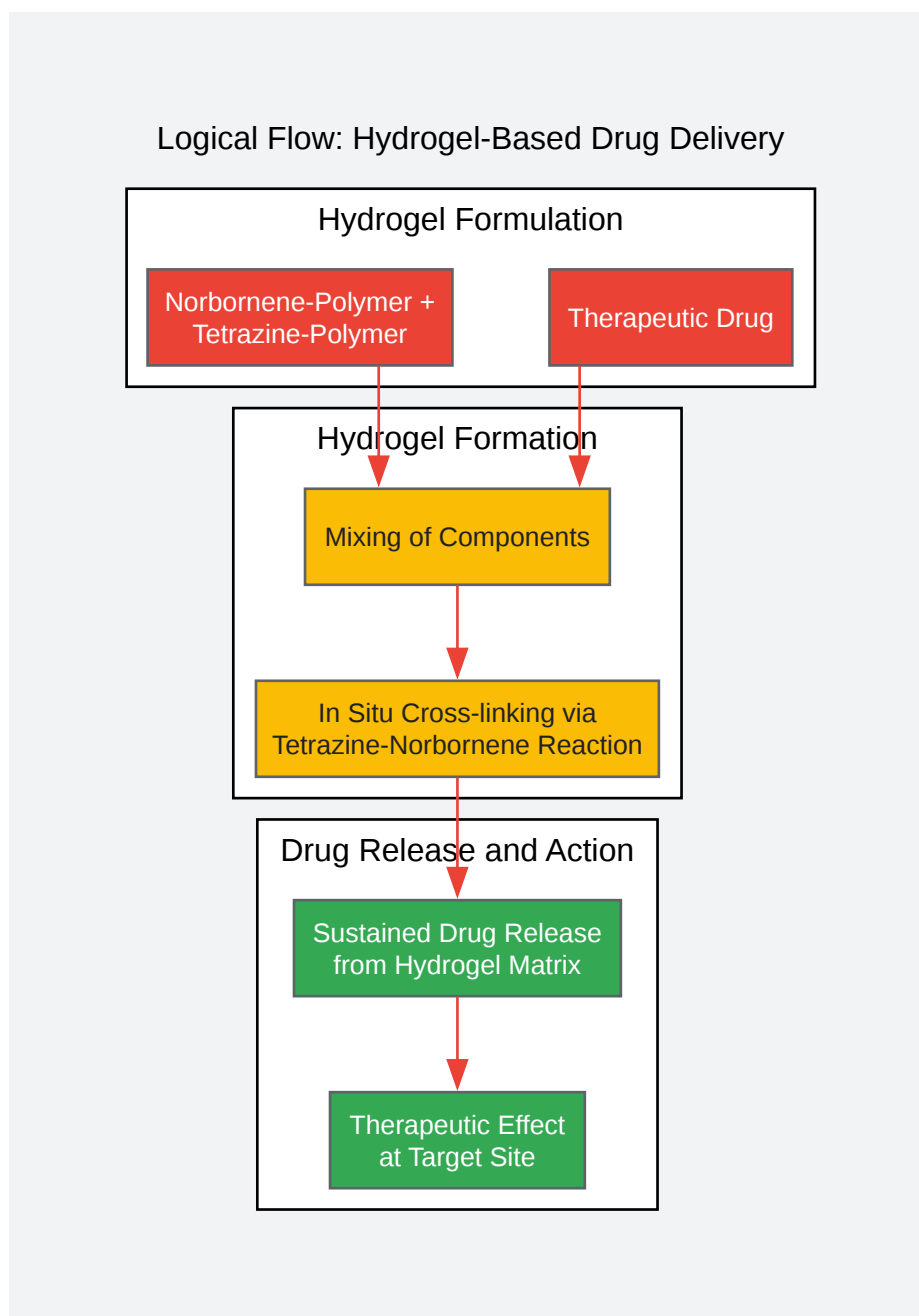 Logical Flow: Hydrogel-Based Drug Delivery
Hydrogel Formulation
Norbornene-Polymer +
Tetrazine-Polymer
Therapeutic Drug
Hydrogel Formation
Mixing of Components
In Situ Cross-linking via
Tetrazine-Norbornene Reaction
Drug Release and Action
Sustained Drug Release
from Hydrogel Matrix
Therapeutic Effect
at Target Site